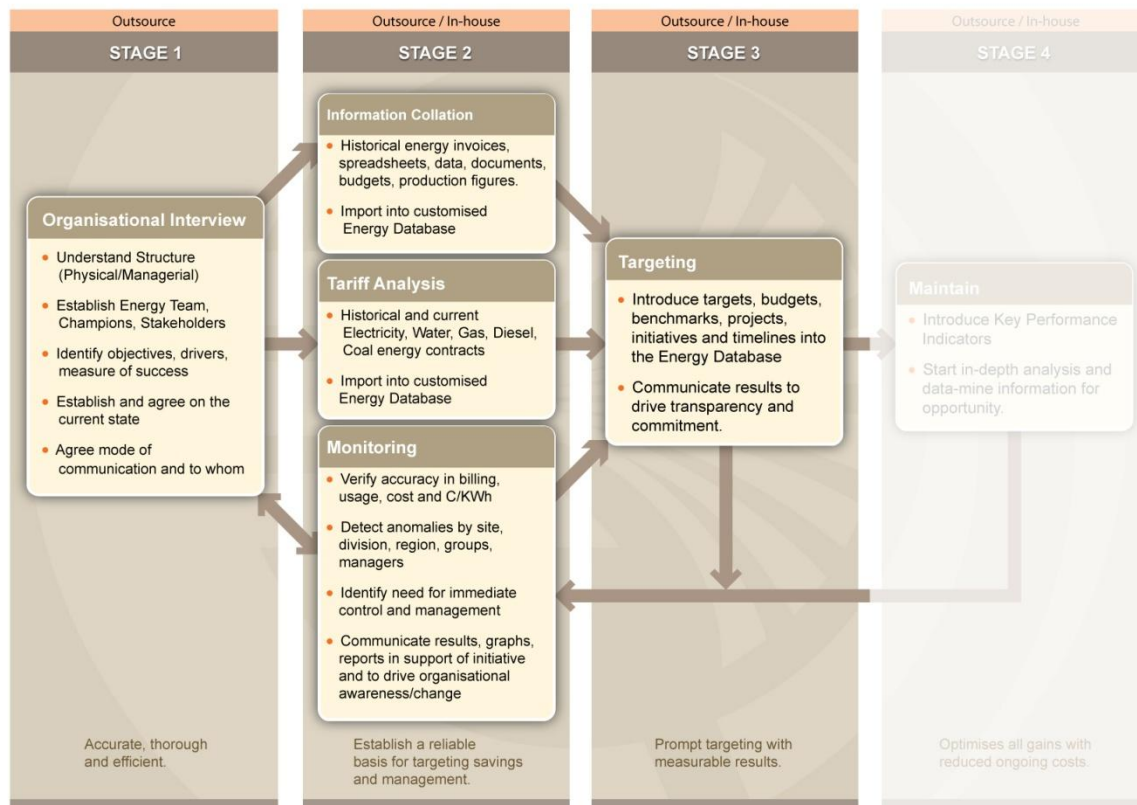 Outsource
STAGE 1
Organisational Interview
• Understand Structure
(Physical/Managerial)
• Establish Energy Team,
Champions, Stakeholders
• Identify objectives, drivers,
measure of success
• Establish and agree on the
current state
• Agree mode of
communication and to whom
Accurate, thorough
and efficient.
Outsource / In-house
STAGE 2
Information Collation
• Historical energy invoices,
spreadsheets, data, documents,
budgets, production figures.
• Import into customised
Energy Database
Tariff Analysis
• Historical and current
Electricity, Water, Gas, Diesel,
Coal energy contracts
• Import into customised
Energy Database
Monitoring
• Verify accuracy in billing,
usage, cost and C/KWh
• Detect anomalies by site,
division, region, groups,
managers
• Identify need for immediate
control and management
• Communicate results, graphs,
reports in support of initiative
and to drive organisational
awareness/change
Establish a reliable
basis for targeting savings
and management.
Outsource / In-house
STAGE 3
Targeting
• Introduce targets, budgets,
benchmarks, projects,
initiatives and timelines into
the Energy Database
• Communicate results to
drive transparency and
commitment.
Prompt targeting with
measurable results.
Outsource / In-house
STAGE 4
Maintain
• Introduce Key Performance
Indicators
• Start in-depth analysis and
data-mine information for
opportunity.
Optimises all gains with
reduced ongoing costs.